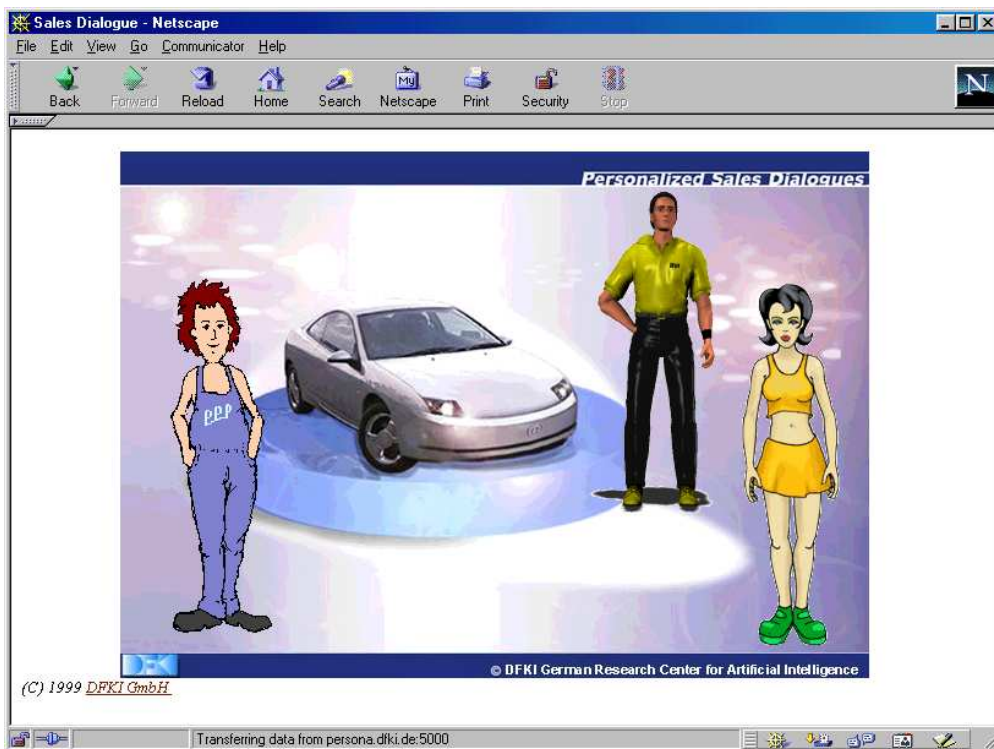 Sales Dialogue - Netscape
File Edit View Go Communicator Help
My
Back Forward Reload Home Search Netscape Print Security Stop
N
Personalized Sales Dialogues
PPP
DFKI
© DFKI German Research Center for Artificial Intelligence
(C) 1999 DFKI GmbH
Transferring data from persona.dfki.de:5000